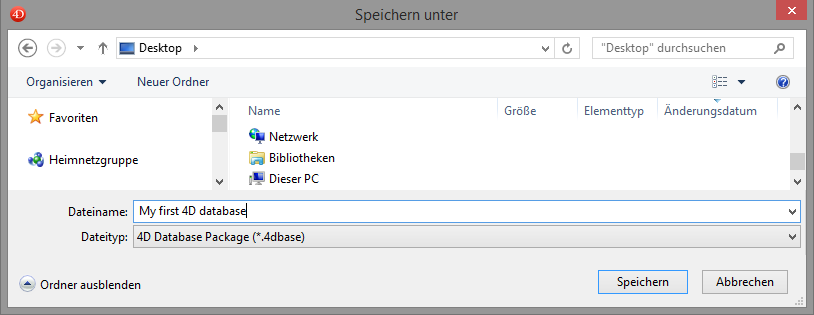 4D Speichern unter
Desktop "Desktop" durchsuchen
Organisieren Neuer Ordner
Favoriten
Heimnetzgruppe
Name Größe Elementtyp Änderungsdatum
Netzwerk
Bibliotheken
Dieser PC
Dateiname: My first 4D database
Dateityp: 4D Database Package (*.4dbase)
Ordner ausblenden Speichern Abbrechen